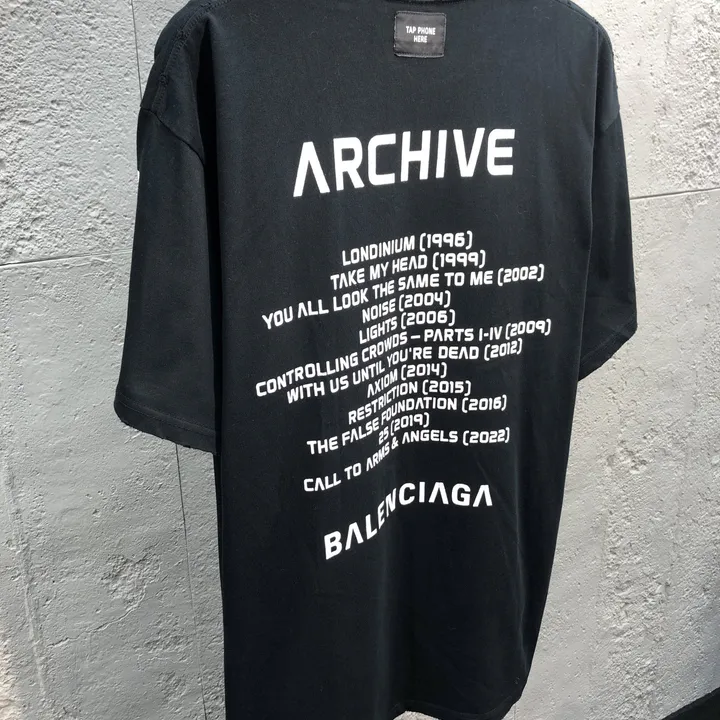 TAP PHONE
HERE
ARCHIVE
LONDINIUM (1996)
TAKE MY HEAD (1999)
YOU ALL LOOK THE SAME TO ME (2002)
NOISE (2004)
LIGHTS (2006)
CONTROLLING CROWDS – PARTS I-IV (2009)
WITH US UNTIL YOU'RE DEAD (2012)
AXIOM (2014)
RESTRICTION (2015)
THE FALSE FOUNDATION (2016)
25 (2019)
CALL TO ARMS & ANGELS (2022)
BALENCIAGA